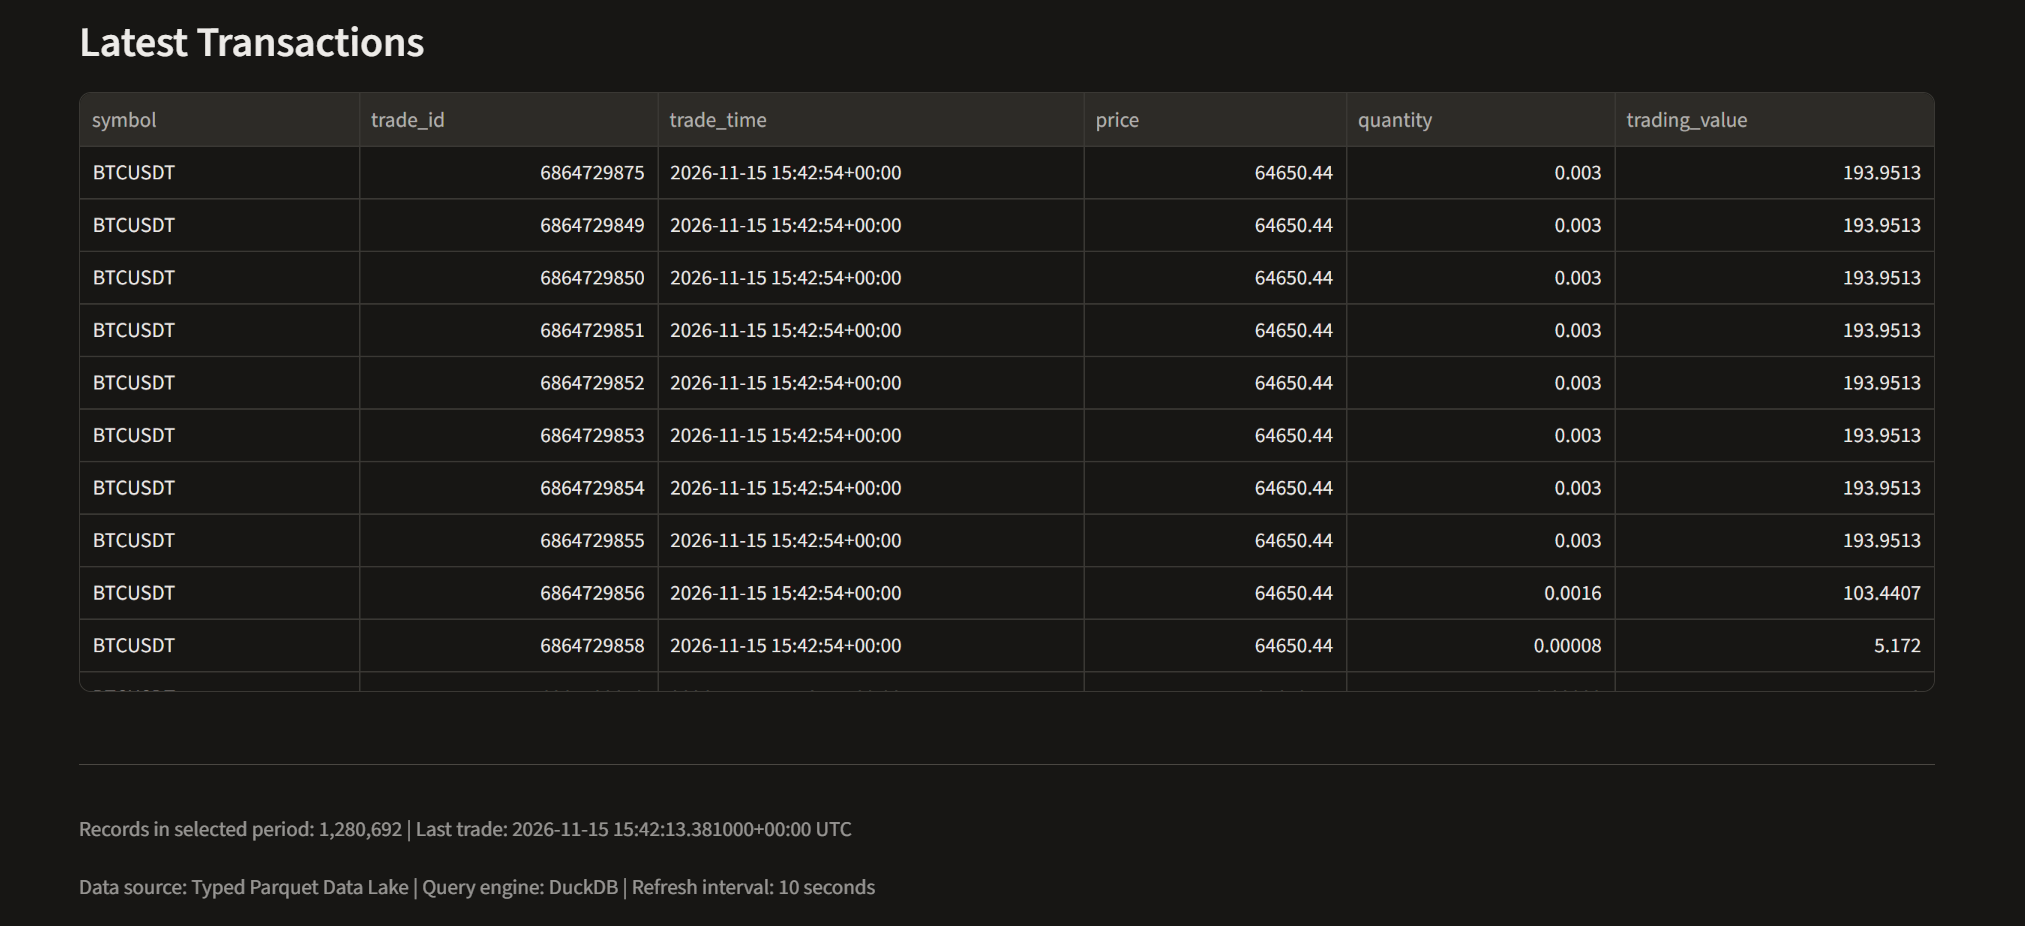 Latest Transactions
symbol trade_id trade_time price quantity trading_value
BTCUSDT 6864729875 2026-11-15 15:42:54+00:00 64650.44 0.003 193.9513
BTCUSDT 6864729849 2026-11-15 15:42:54+00:00 64650.44 0.003 193.9513
BTCUSDT 6864729850 2026-11-15 15:42:54+00:00 64650.44 0.003 193.9513
BTCUSDT 6864729851 2026-11-15 15:42:54+00:00 64650.44 0.003 193.9513
BTCUSDT 6864729852 2026-11-15 15:42:54+00:00 64650.44 0.003 193.9513
BTCUSDT 6864729853 2026-11-15 15:42:54+00:00 64650.44 0.003 193.9513
BTCUSDT 6864729854 2026-11-15 15:42:54+00:00 64650.44 0.003 193.9513
BTCUSDT 6864729855 2026-11-15 15:42:54+00:00 64650.44 0.003 193.9513
BTCUSDT 6864729856 2026-11-15 15:42:54+00:00 64650.44 0.0016 103.4407
BTCUSDT 6864729858 2026-11-15 15:42:54+00:00 64650.44 0.00008 5.172
Records in selected period: 1,280,692 | Last trade: 2026-11-15 15:42:13.381000+00:00 UTC
Data source: Typed Parquet Data Lake | Query engine: DuckDB | Refresh interval: 10 seconds